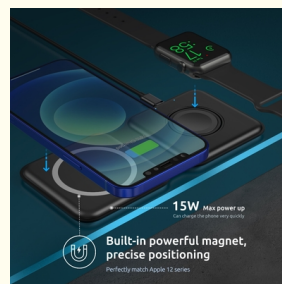 15W Max power up
Can charge the phone very quickly
Built-in powerful magnet,
precise positioning
Perfectly match Apple 12 series